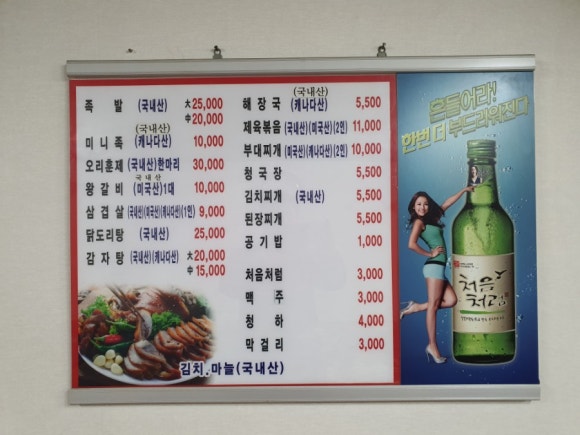 족 발 (국내산) 大 25,000
中 20,000
(국내산)
미 니 족 (캐나다산) 10,000
오리훈제 (국내산)한마리 30,000
국 내 산
왕 갈 비 (미국산)1대 10,000
삼 겹 살 (국내산)(미국산)(캐나다산)(1인) 9,000
닭도리탕 (국내산) 25,000
감 자 탕 (국내산)(캐나다산) 大 20,000
中 15,000
(국내산)
해 장 국 (캐나다산) 5,500
제육볶음 (국내산)(미국산)(2인) 11,000
부대찌개 (미국산)(캐나다산)(2인) 10,000
청 국 장 5,500
김치찌개 (국내산) 5,500
된장찌개 5,500
공 기 밥 1,000
처음처럼 3,000
맥 주 3,000
청 하 4,000
막 걸 리 3,000
김치.마늘(국내산)
흔들어라!
한번 더 부드러워진다
처음
처럼